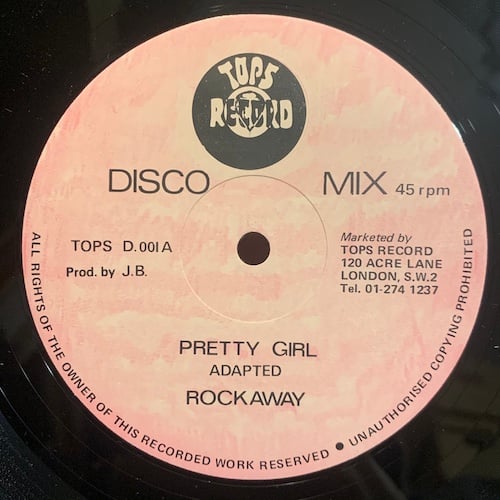 TOPS
RECORD
DISCO MIX 45 rpm
TOPS D.001A
Prod. by J.B.
Marketed by
TOPS RECORD
120 ACRE LANE
LONDON, S.W.2
Tel. 01-274 1237
PRETTY GIRL
ADAPTED
ROCKAWAY
ALL RIGHTS OF THE OWNER OF THIS RECORDED WORK RESERVED ● UNAUTHORISED COPYING PROHIBITED